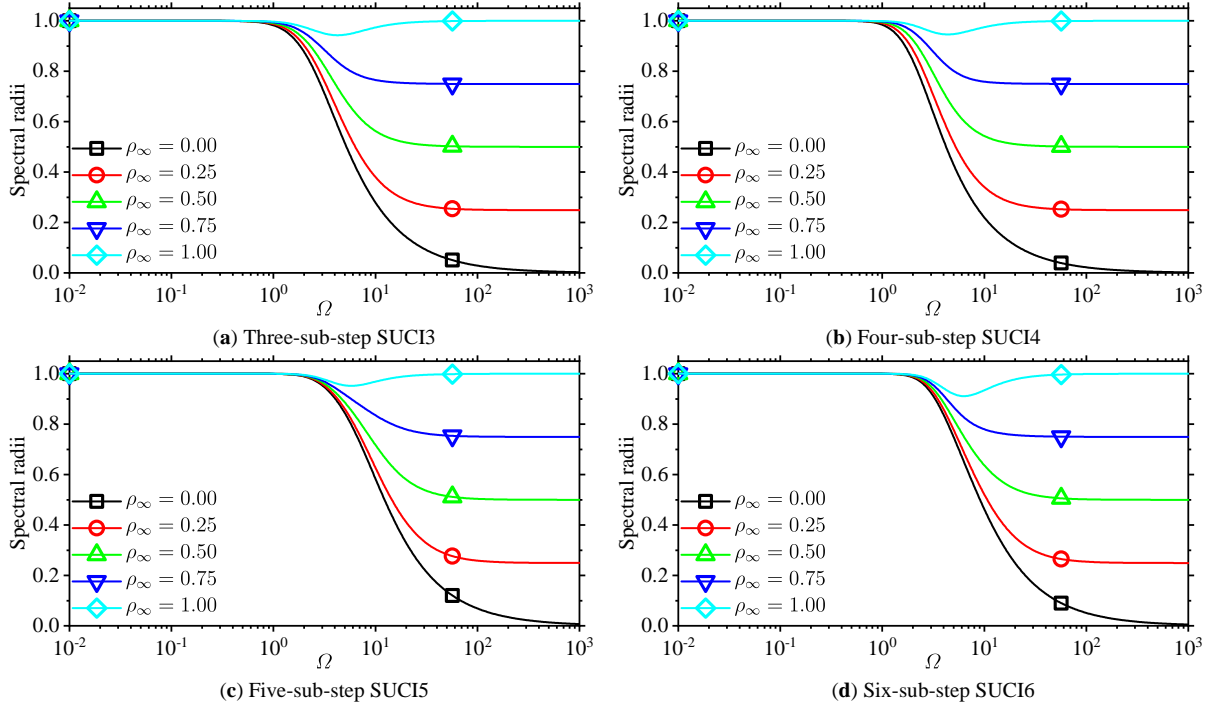 Spectral radii
1.0
0.8
0.6
0.4
0.2
0.0
ρ∞ = 0.00
ρ∞ = 0.25
ρ∞ = 0.50
ρ∞ = 0.75
ρ∞ = 1.00
10⁻² 10⁻¹ 10⁰ 10¹ 10² 10³
Ω
(a) Three-sub-step SUCI3
Spectral radii
1.0
0.8
0.6
0.4
0.2
0.0
ρ∞ = 0.00
ρ∞ = 0.25
ρ∞ = 0.50
ρ∞ = 0.75
ρ∞ = 1.00
10⁻² 10⁻¹ 10⁰ 10¹ 10² 10³
Ω
(b) Four-sub-step SUCI4
Spectral radii
1.0
0.8
0.6
0.4
0.2
0.0
ρ∞ = 0.00
ρ∞ = 0.25
ρ∞ = 0.50
ρ∞ = 0.75
ρ∞ = 1.00
10⁻² 10⁻¹ 10⁰ 10¹ 10² 10³
Ω
(c) Five-sub-step SUCI5
Spectral radii
1.0
0.8
0.6
0.4
0.2
0.0
ρ∞ = 0.00
ρ∞ = 0.25
ρ∞ = 0.50
ρ∞ = 0.75
ρ∞ = 1.00
10⁻² 10⁻¹ 10⁰ 10¹ 10² 10³
Ω
(d) Six-sub-step SUCI6